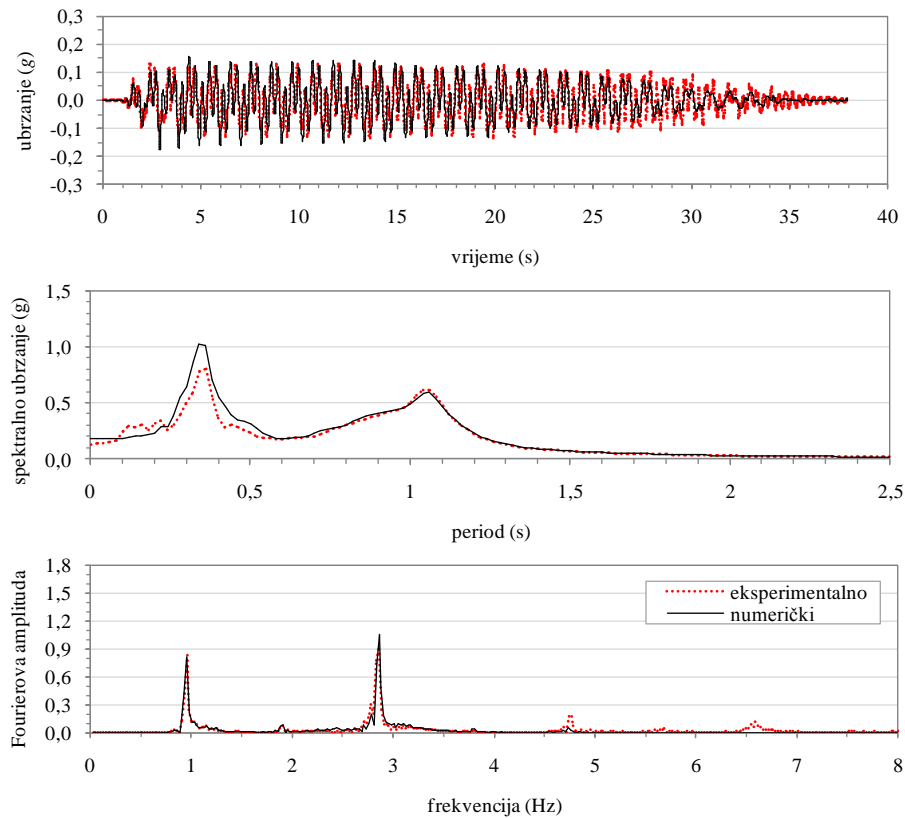 ubrzanje (g)
0,3
0,2
0,1
0,0
-0,1
-0,2
-0,3
0 5 10 15 20 25 30 35 40
vrijeme (s)
spektralno ubrzanje (g)
1,5
1,0
0,5
0,0
0 0,5 1 1,5 2 2,5
period (s)
Fourierova amplituda
1,8
1,5
1,2
0,9
0,6
0,3
0,0
eksperimentalno
numerički
0 1 2 3 4 5 6 7 8
frekvencija (Hz)